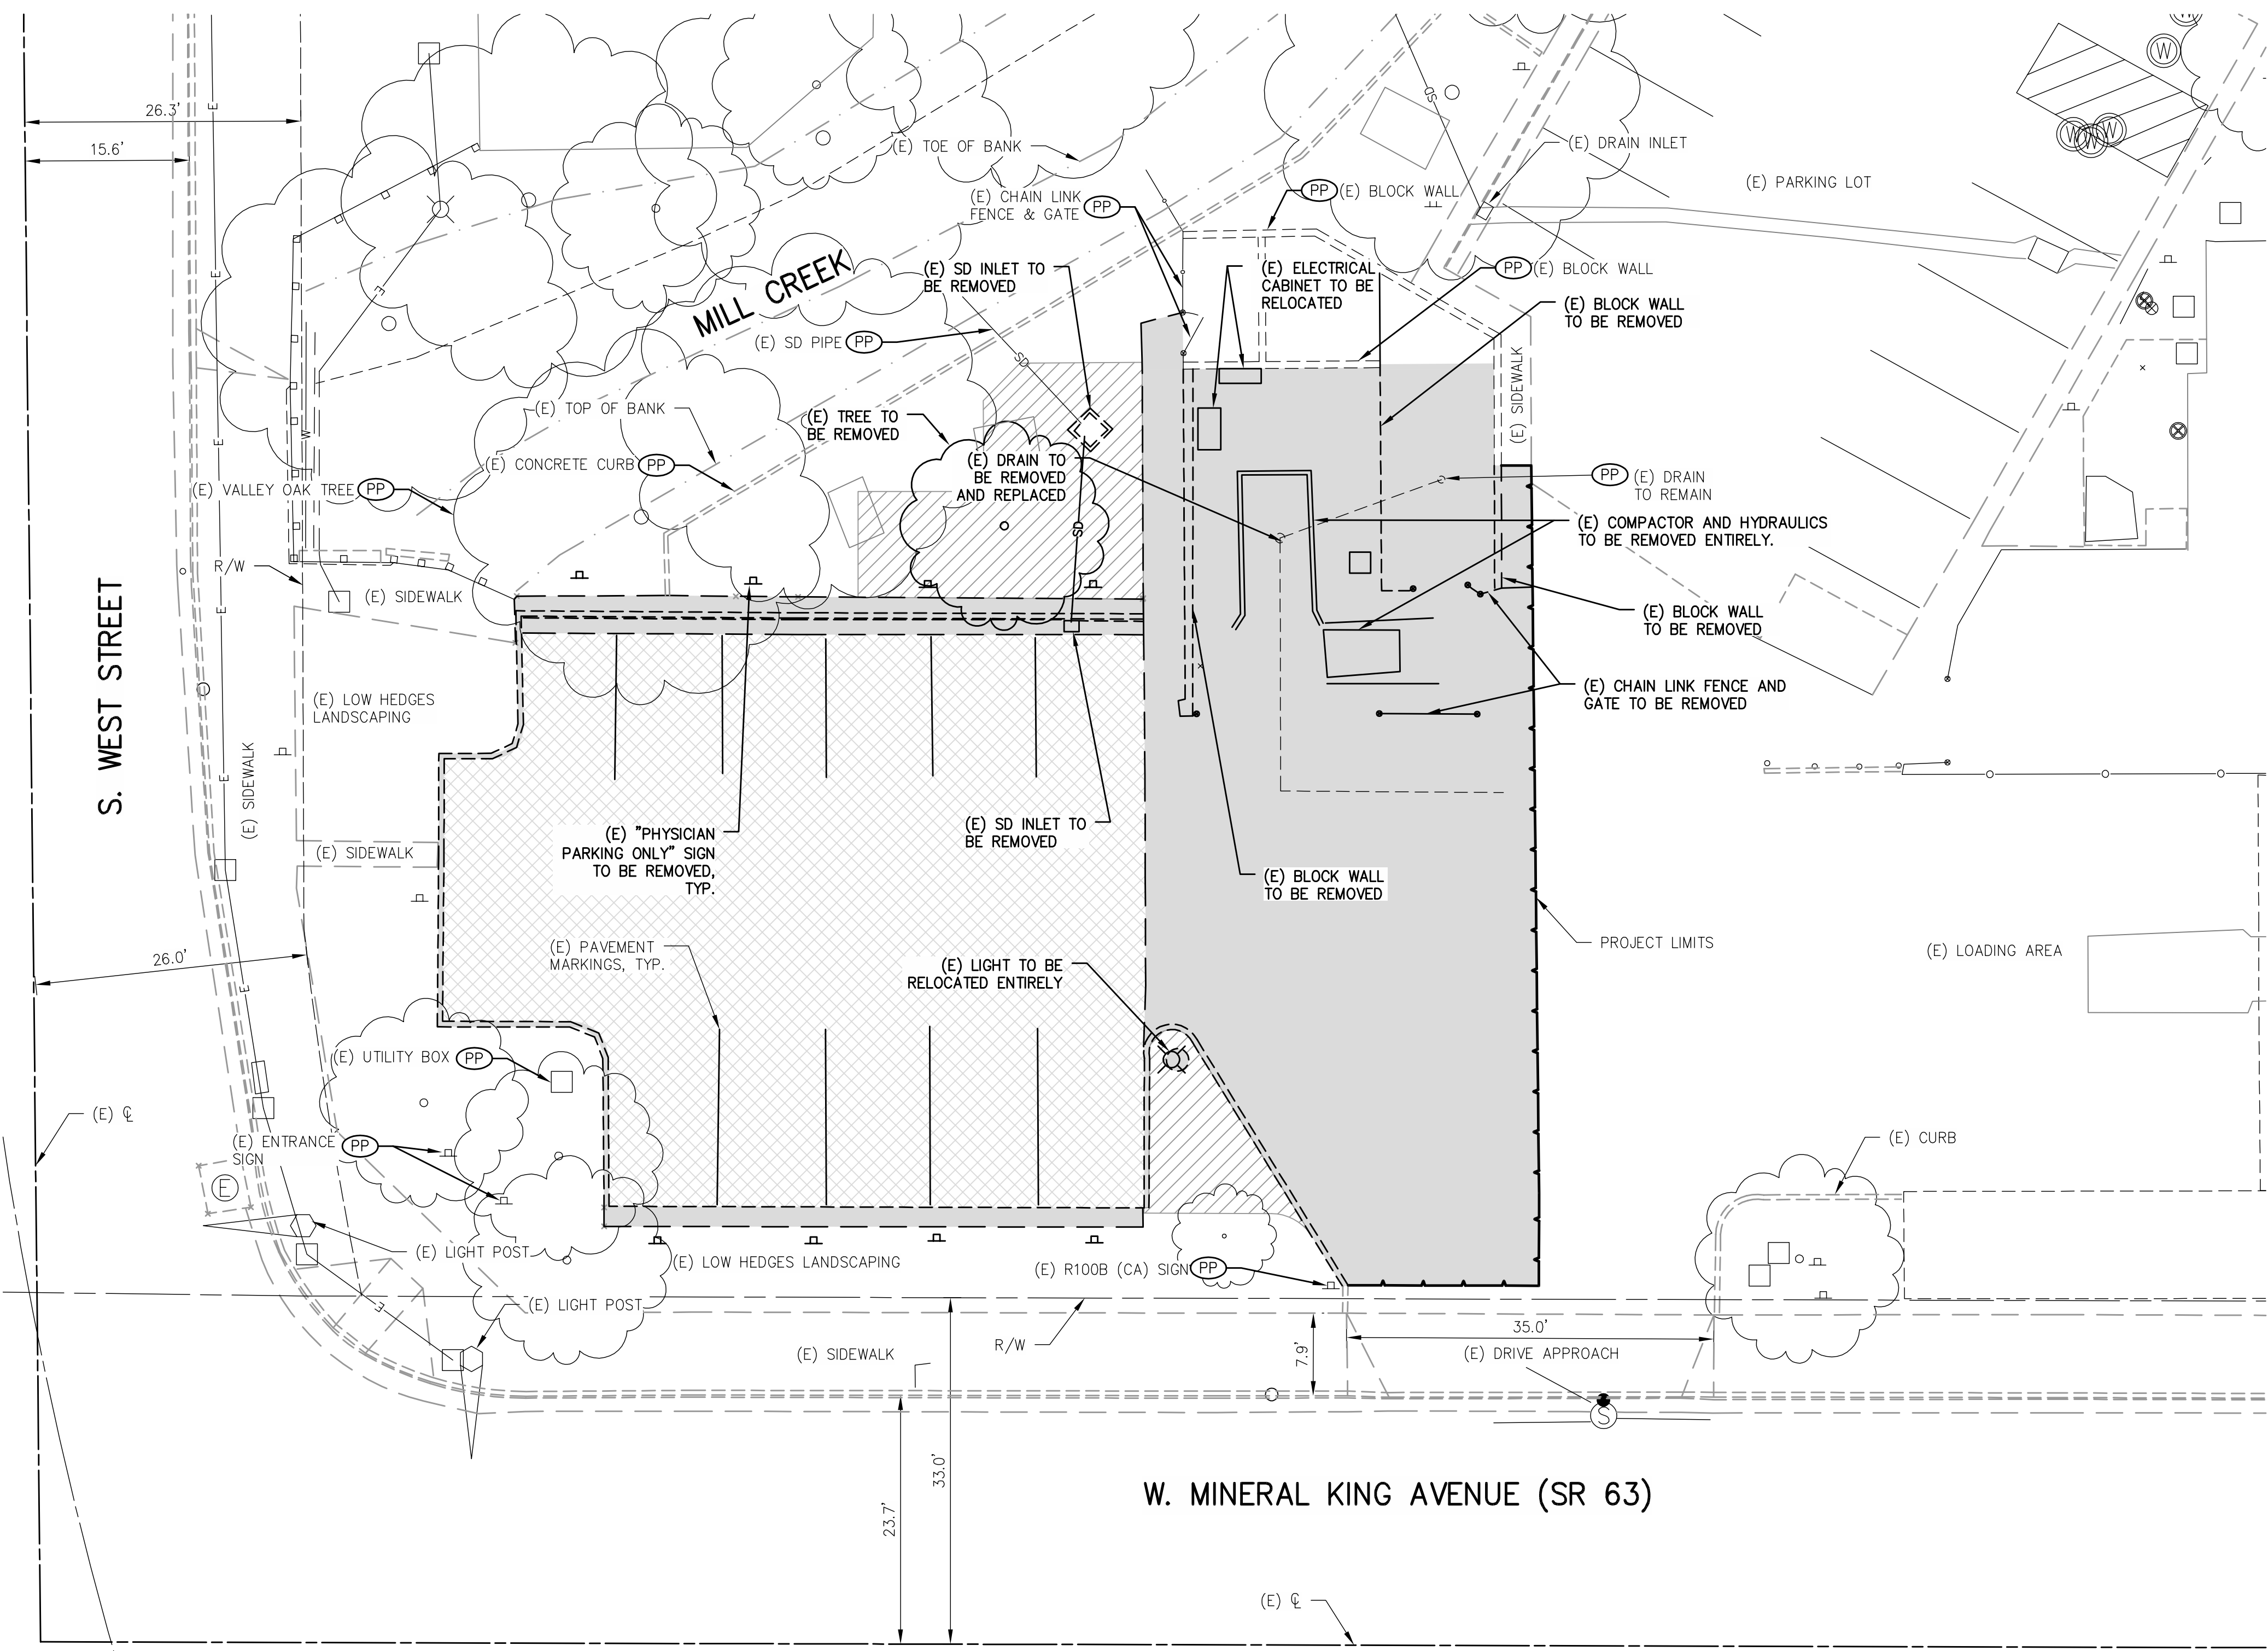 26.3'
15.6'
E
(E) TOE OF BANK
SD
(E) DRAIN INLET
(E) PARKING LOT
W
W
W
W
W
(E) CHAIN LINK
FENCE & GATE
PP
PP
(E) BLOCK WALL
MILL CREEK
(E) SD INLET TO
BE REMOVED
(E) ELECTRICAL
CABINET TO BE
RELOCATED
PP
(E) BLOCK WALL
(E) BLOCK WALL
TO BE REMOVED
E
E
(E) SD PIPE
PP
SD
(E) SIDEWALK
(E) TOP OF BANK
(E) TREE TO
BE REMOVED
W
E
(E) CONCRETE CURB
PP
(E) DRAIN TO
BE REMOVED
AND REPLACED
(E) VALLEY OAK TREE
PP
PP
(E) DRAIN
TO REMAIN
SD
(E) COMPACTOR AND HYDRAULICS
TO BE REMOVED ENTIRELY.
R/W
(E) SIDEWALK
E
(E) BLOCK WALL
TO BE REMOVED
S. WEST STREET
(E) LOW HEDGES
LANDSCAPING
(E) CHAIN LINK FENCE AND
GATE TO BE REMOVED
E
(E) SIDEWALK
(E) "PHYSICIAN
PARKING ONLY" SIGN
TO BE REMOVED,
TYP.
(E) SD INLET TO
BE REMOVED
(E) SIDEWALK
(E) BLOCK WALL
TO BE REMOVED
26.0'
(E) PAVEMENT
MARKINGS, TYP.
(E) LIGHT TO BE
RELOCATED ENTIRELY
PROJECT LIMITS
(E) LOADING AREA
E
(E) UTILITY BOX
PP
(E) ℄
(E) ENTRANCE
SIGN
PP
(E) CURB
E
(E) LIGHT POST
(E) LOW HEDGES LANDSCAPING
(E) R100B (CA) SIGN
PP
E
(E) LIGHT POST
R/W
(E) SIDEWALK
7.9'
35.0'
(E) DRIVE APPROACH
S
33.0'
23.7'
W. MINERAL KING AVENUE (SR 63)
(E) ℄